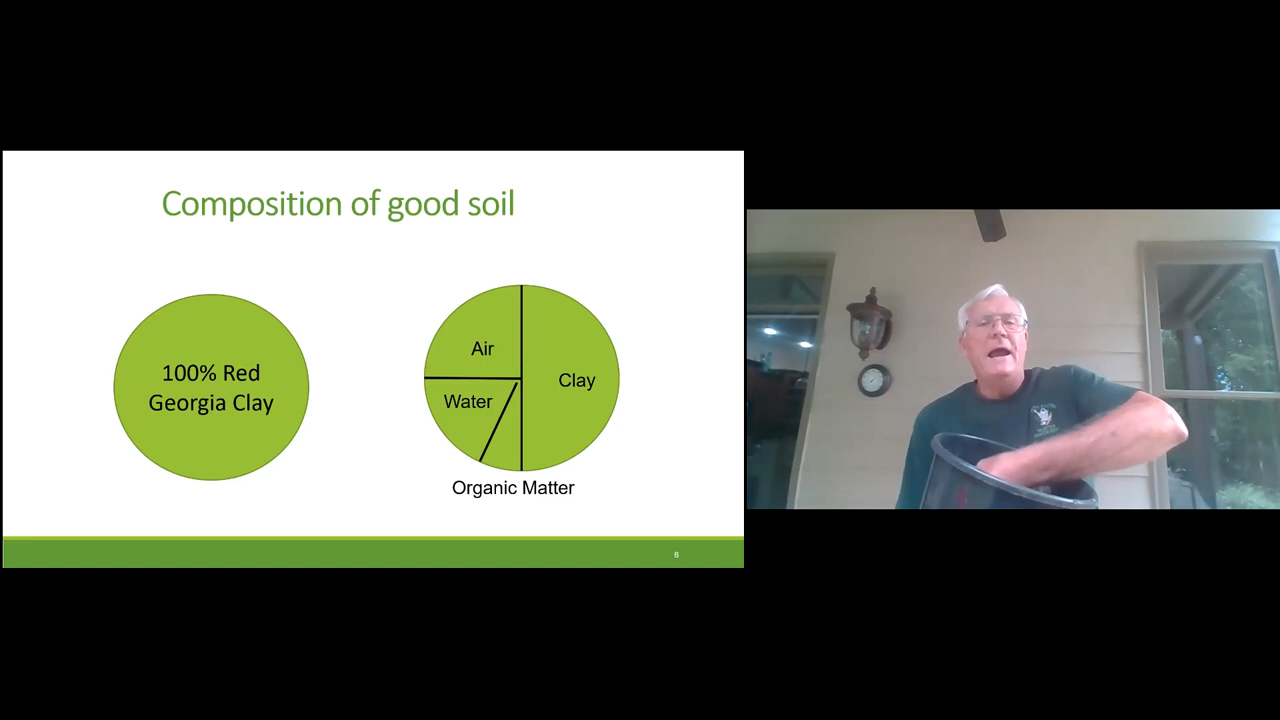 Composition of good soil
100% Red
Georgia Clay
Air
Clay
Water
Organic Matter
6